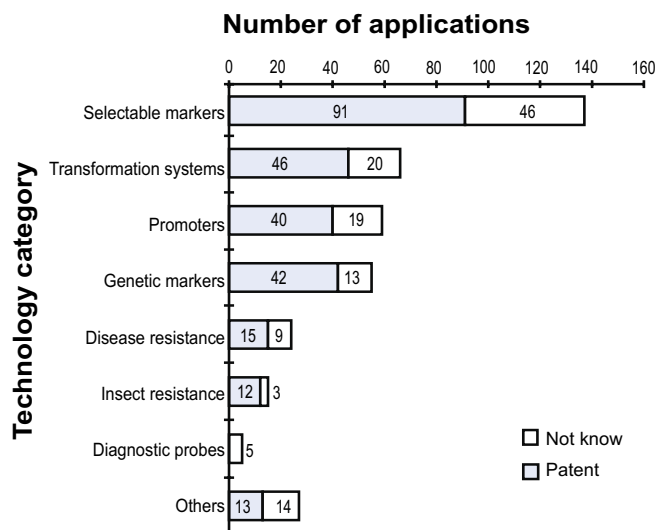 Number of applications
0 20 40 60 80 100 120 140 160
Selectable markers 91 46
Transformation systems 46 20
Promoters 40 19
Genetic markers 42 13
Disease resistance 15 9
Insect resistance 12 3
Diagnostic probes 5
Others 13 14
Technology category
Not know
Patent